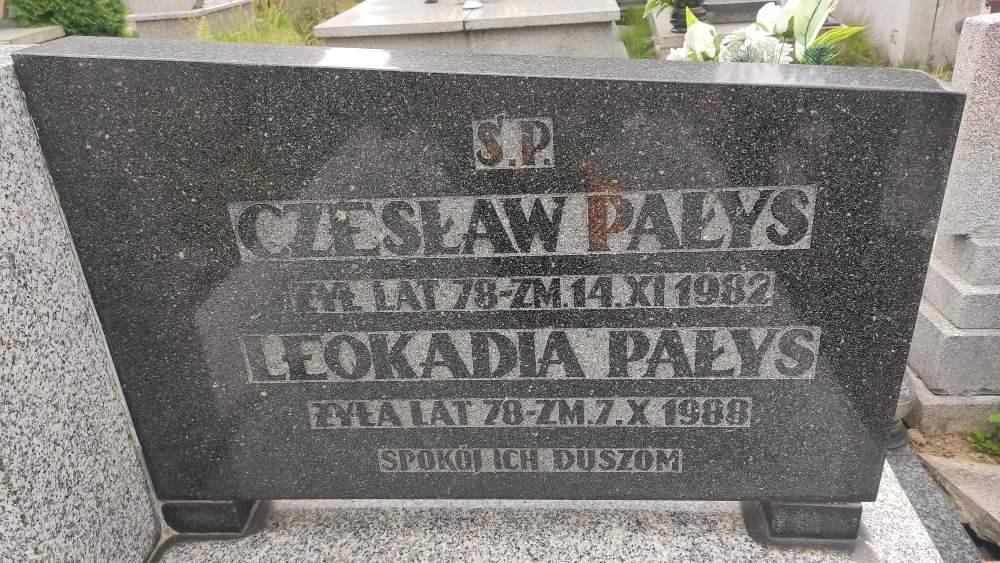 Ś.P.
CZESŁAW PAŁYS
ŻYŁ LAT 78-ZM.14.XI 1982
LEOKADIA PAŁYS
ŻYŁA LAT 78-ZM.7.X 1988
SPOKÓJ ICH DUSZOM